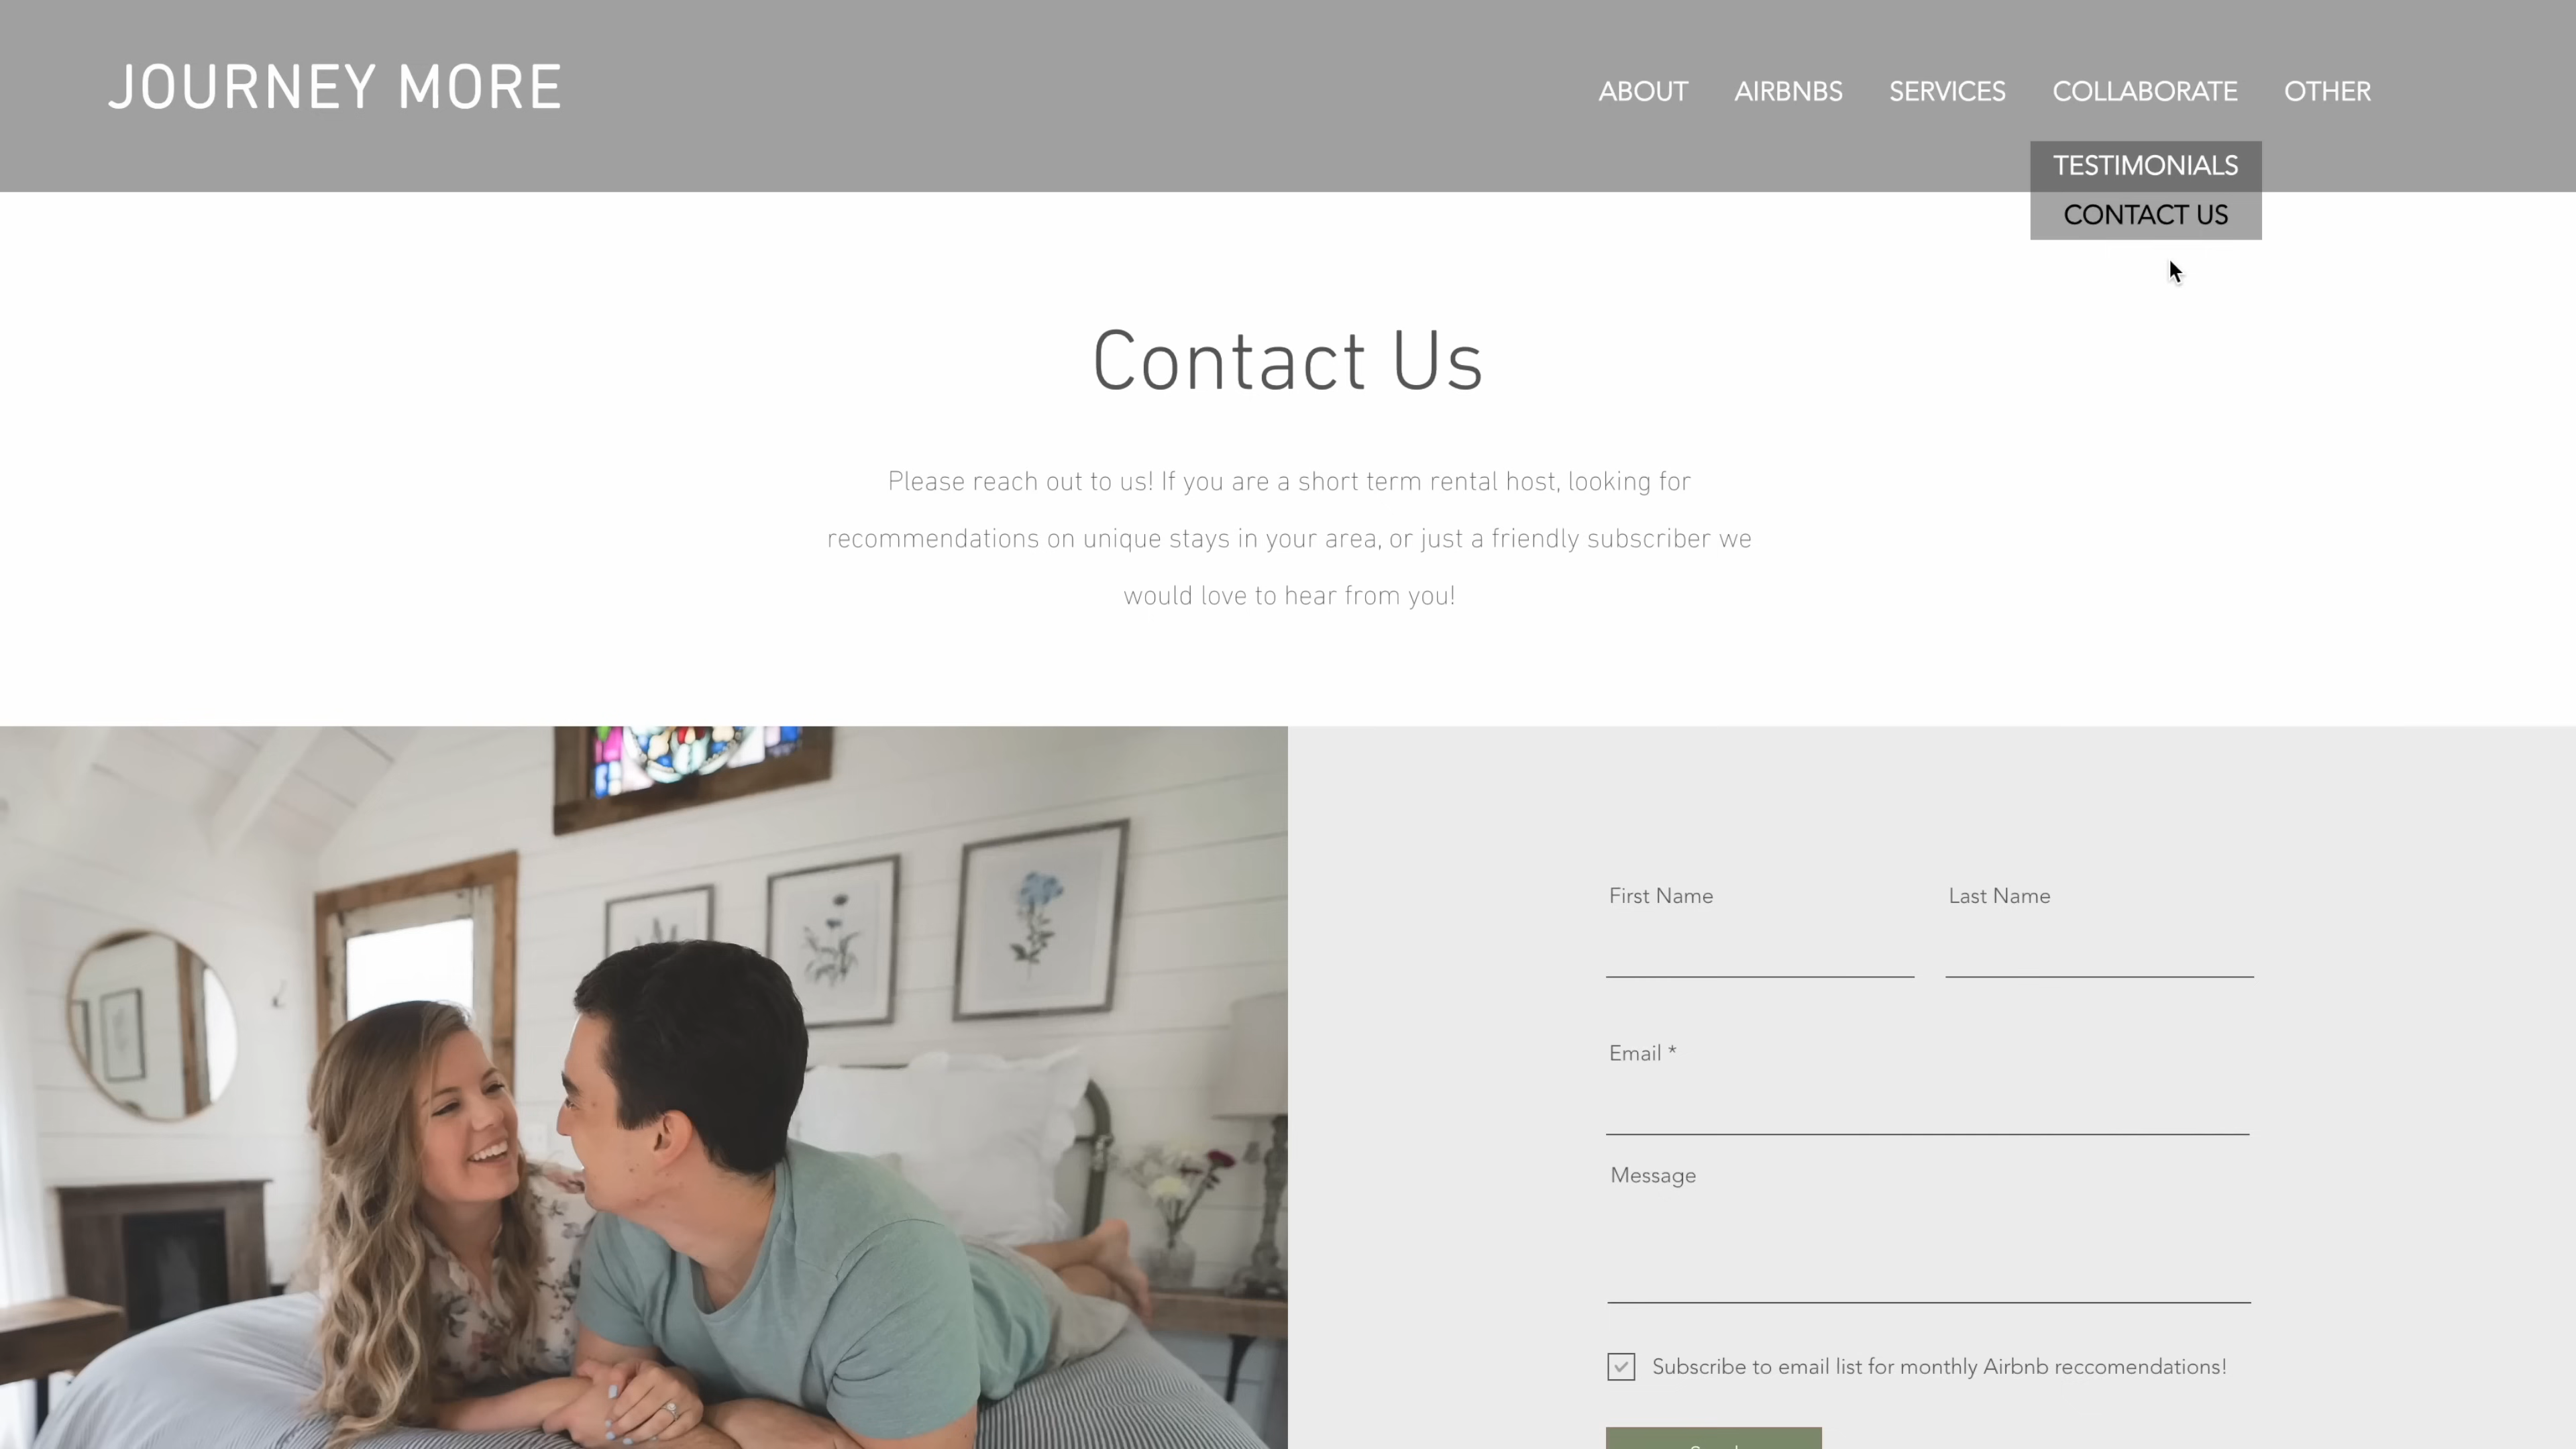 JOURNEY MORE
ABOUT AIRBNBS SERVICES COLLABORATE OTHER
TESTIMONIALS
CONTACT US
Contact Us
Please reach out to us! If you are a short term rental host, looking for
recommendations on unique stays in your area, or just a friendly subscriber we
would love to hear from you!
First Name Last Name
Email *
Message
Subscribe to email list for monthly Airbnb reccomendations!